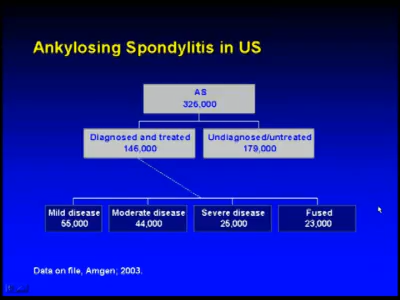 Ankylosing Spondylitis in US
AS
326,000
Diagnosed and treated
146,000
Undiagnosed/untreated
179,000
Mild disease
55,000
Moderate disease
44,000
Severe disease
25,000
Fused
23,000
Data on file, Amgen; 2003.